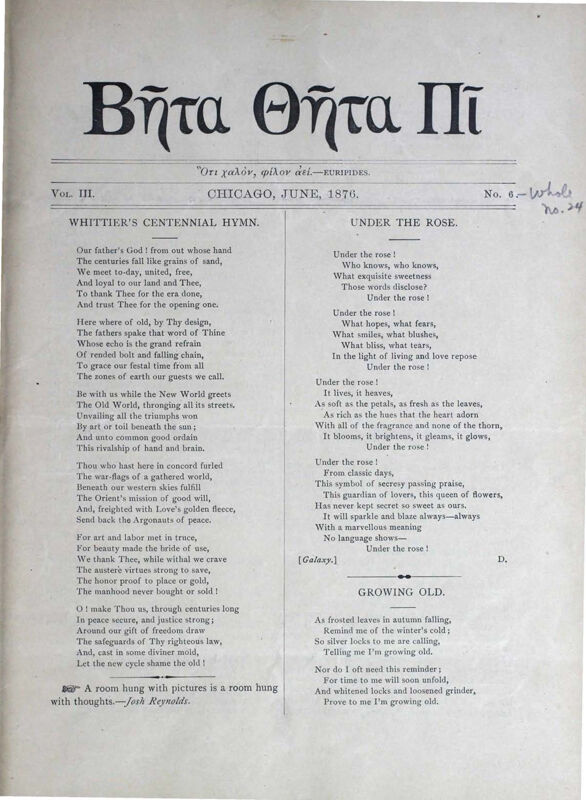 Βῆτα Θῆτα Πῖ
Ὅτι χαλὸν, φίλον ἀεί.—EURIPIDES.
VOL. III. CHICAGO, JUNE, 1876. No. 6.—Whole
no. 24
WHITTIER'S CENTENNIAL HYMN.
Our father's God ! from out whose hand
The centuries fall like grains of sand,
We meet to-day, united, free,
And loyal to our land and Thee,
To thank Thee for the era done,
And trust Thee for the opening one.
Here where of old, by Thy design,
The fathers spake that word of Thine
Whose echo is the grand refrain
Of rended bolt and falling chain,
To grace our festal time from all
The zones of earth our guests we call.
Be with us while the New World greets
The Old World, thronging all its streets.
Unvailing all the triumphs won
By art or toil beneath the sun ;
And unto common good ordain
This rivalship of hand and brain.
Thou who hast here in concord furled
The war-flags of a gathered world,
Beneath our western skies fulfill
The Orient's mission of good will,
And, freighted with Love's golden fleece,
Send back the Argonauts of peace.
For art and labor met in truce,
For beauty made the bride of use,
We thank Thee, while withal we crave
The austere virtues strong to save,
The honor proof to place or gold,
The manhood never bought or sold !
O ! make Thou us, through centuries long
In peace secure, and justice strong ;
Around our gift of freedom draw
The safeguards of Thy righteous law,
And, cast in some diviner mold,
Let the new cycle shame the old !
☞ A room hung with pictures is a room hung
with thoughts.—Josh Reynolds.
UNDER THE ROSE.
Under the rose !
Who knows, who knows,
What exquisite sweetness
Those words disclose?
Under the rose !
Under the rose !
What hopes, what fears,
What smiles, what blushes,
What bliss, what tears,
In the light of living and love repose
Under the rose !
Under the rose !
It lives, it heaves,
As soft as the petals, as fresh as the leaves,
As rich as the hues that the heart adorn
With all of the fragrance and none of the thorn,
It blooms, it brightens, it gleams, it glows,
Under the rose !
Under the rose !
From classic days,
This symbol of secresy passing praise,
This guardian of lovers, this queen of flowers,
Has never kept secret so sweet as ours.
It will sparkle and blaze always—always
With a marvellous meaning
No language shows—
Under the rose !
[Galaxy.] D.
GROWING OLD.
As frosted leaves in autumn falling,
Remind me of the winter's cold ;
So silver locks to me are calling,
Telling me I'm growing old.
Nor do I oft need this reminder ;
For time to me will soon unfold,
And whitened locks and loosened grinder,
Prove to me I'm growing old.